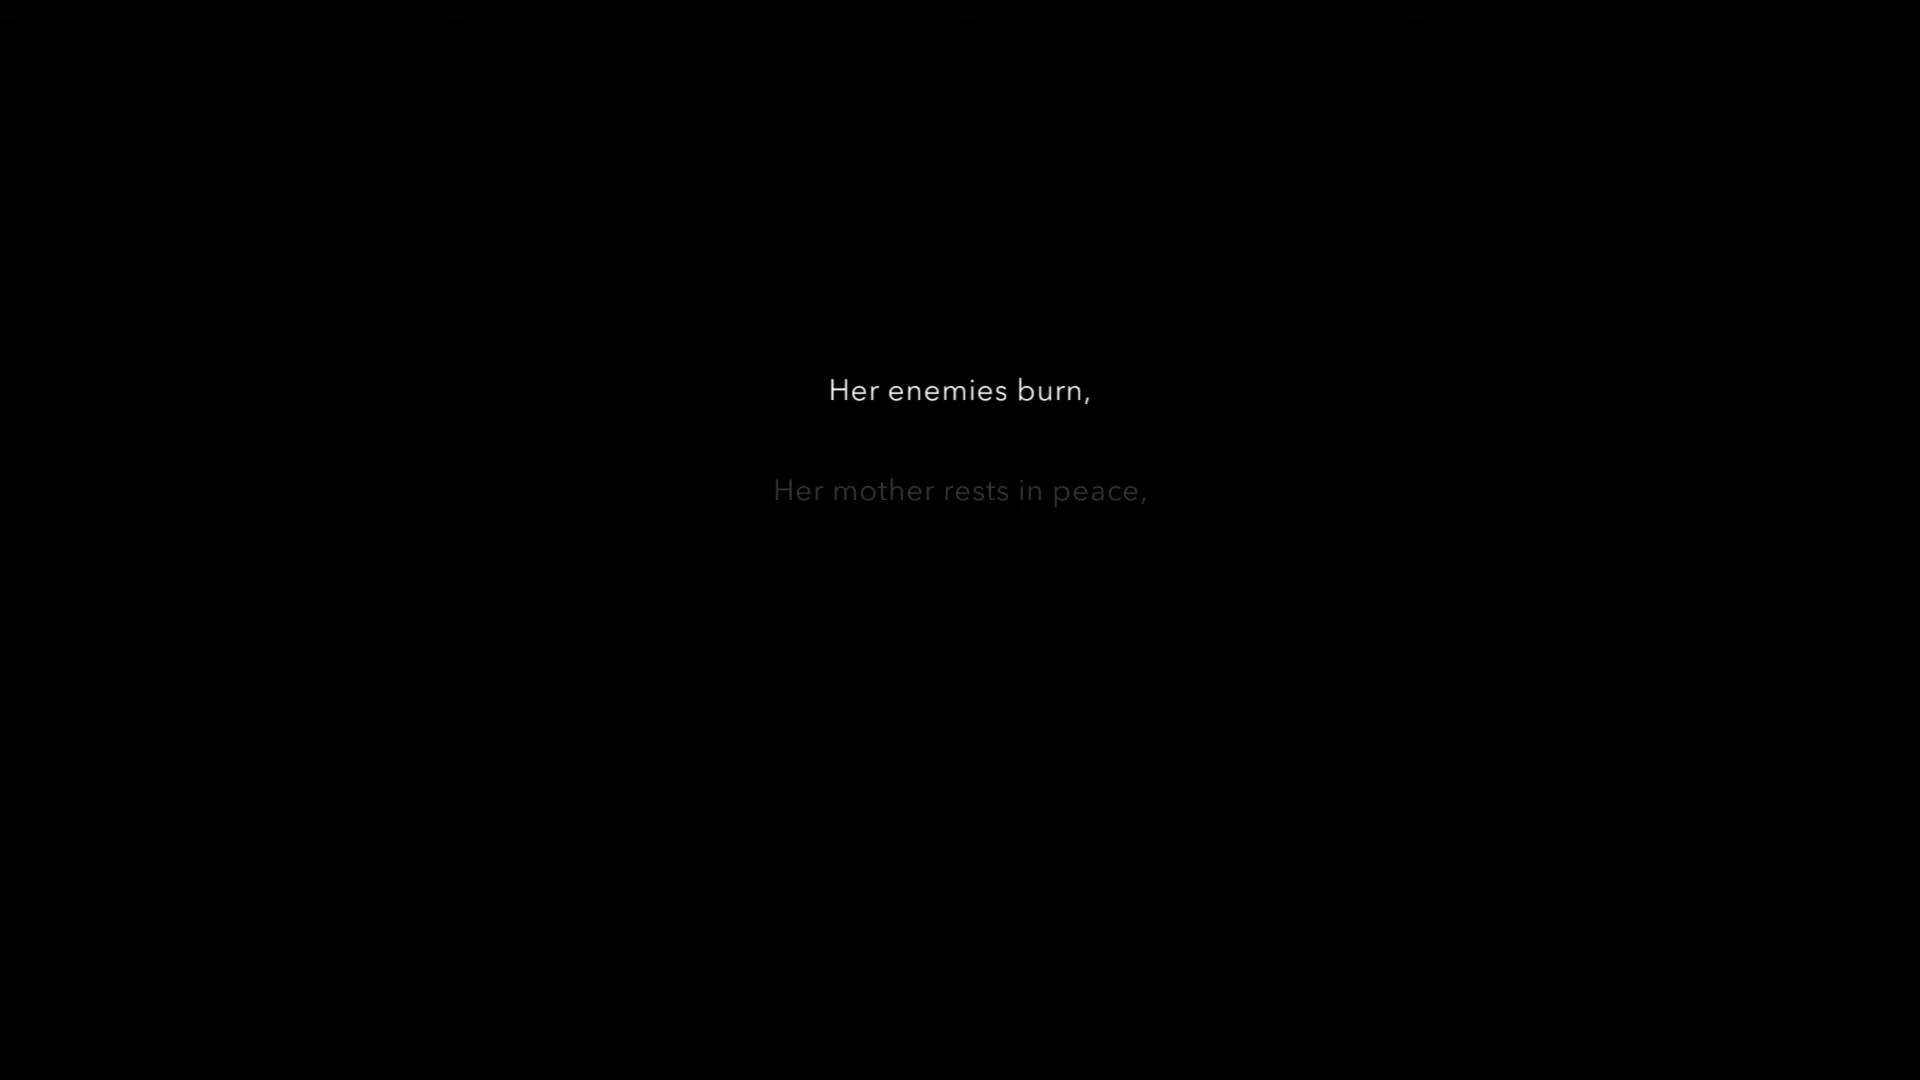 Her enemies burn,
Her mother rests in peace,